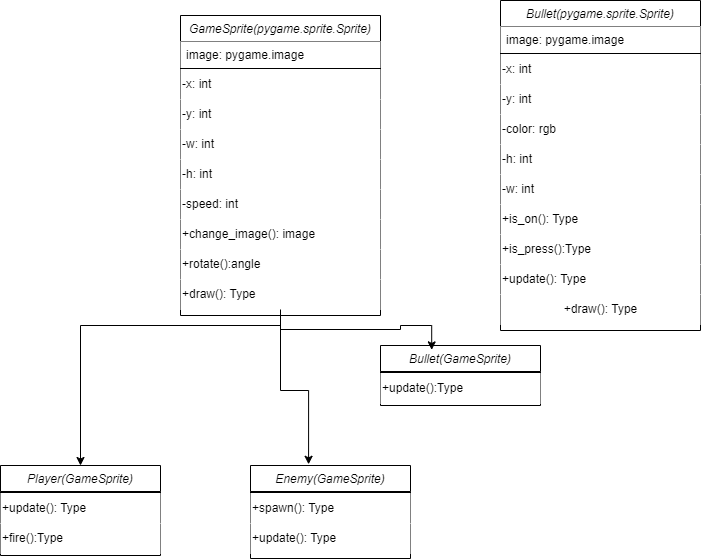 GameSprite(pygame.sprite.Sprite)
image: pygame.image
-x: int
-y: int
-w: int
-h: int
-speed: int
+change_image(): image
+rotate():angle
+draw(): Type
Bullet(pygame.sprite.Sprite)
image: pygame.image
-x: int
-y: int
-color: rgb
-h: int
-w: int
+is_on(): Type
+is_press():Type
+update(): Type
+draw(): Type
Bullet(GameSprite)
+update():Type
Player(GameSprite)
+update(): Type
+fire():Type
Enemy(GameSprite)
+spawn(): Type
+update(): Type